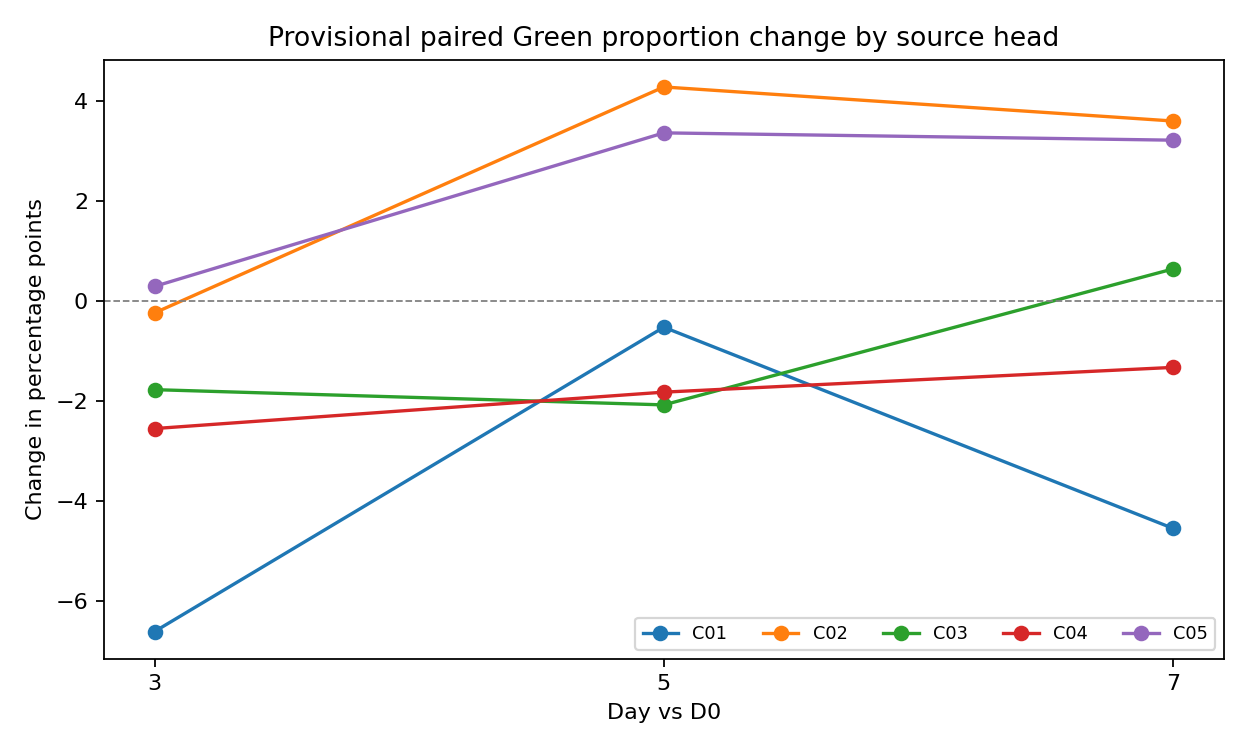 Provisional paired Green proportion change by source head
Change in percentage points
4
2
0
−2
−4
−6
C01 C02 C03 C04 C05
3 5 7
Day vs D0